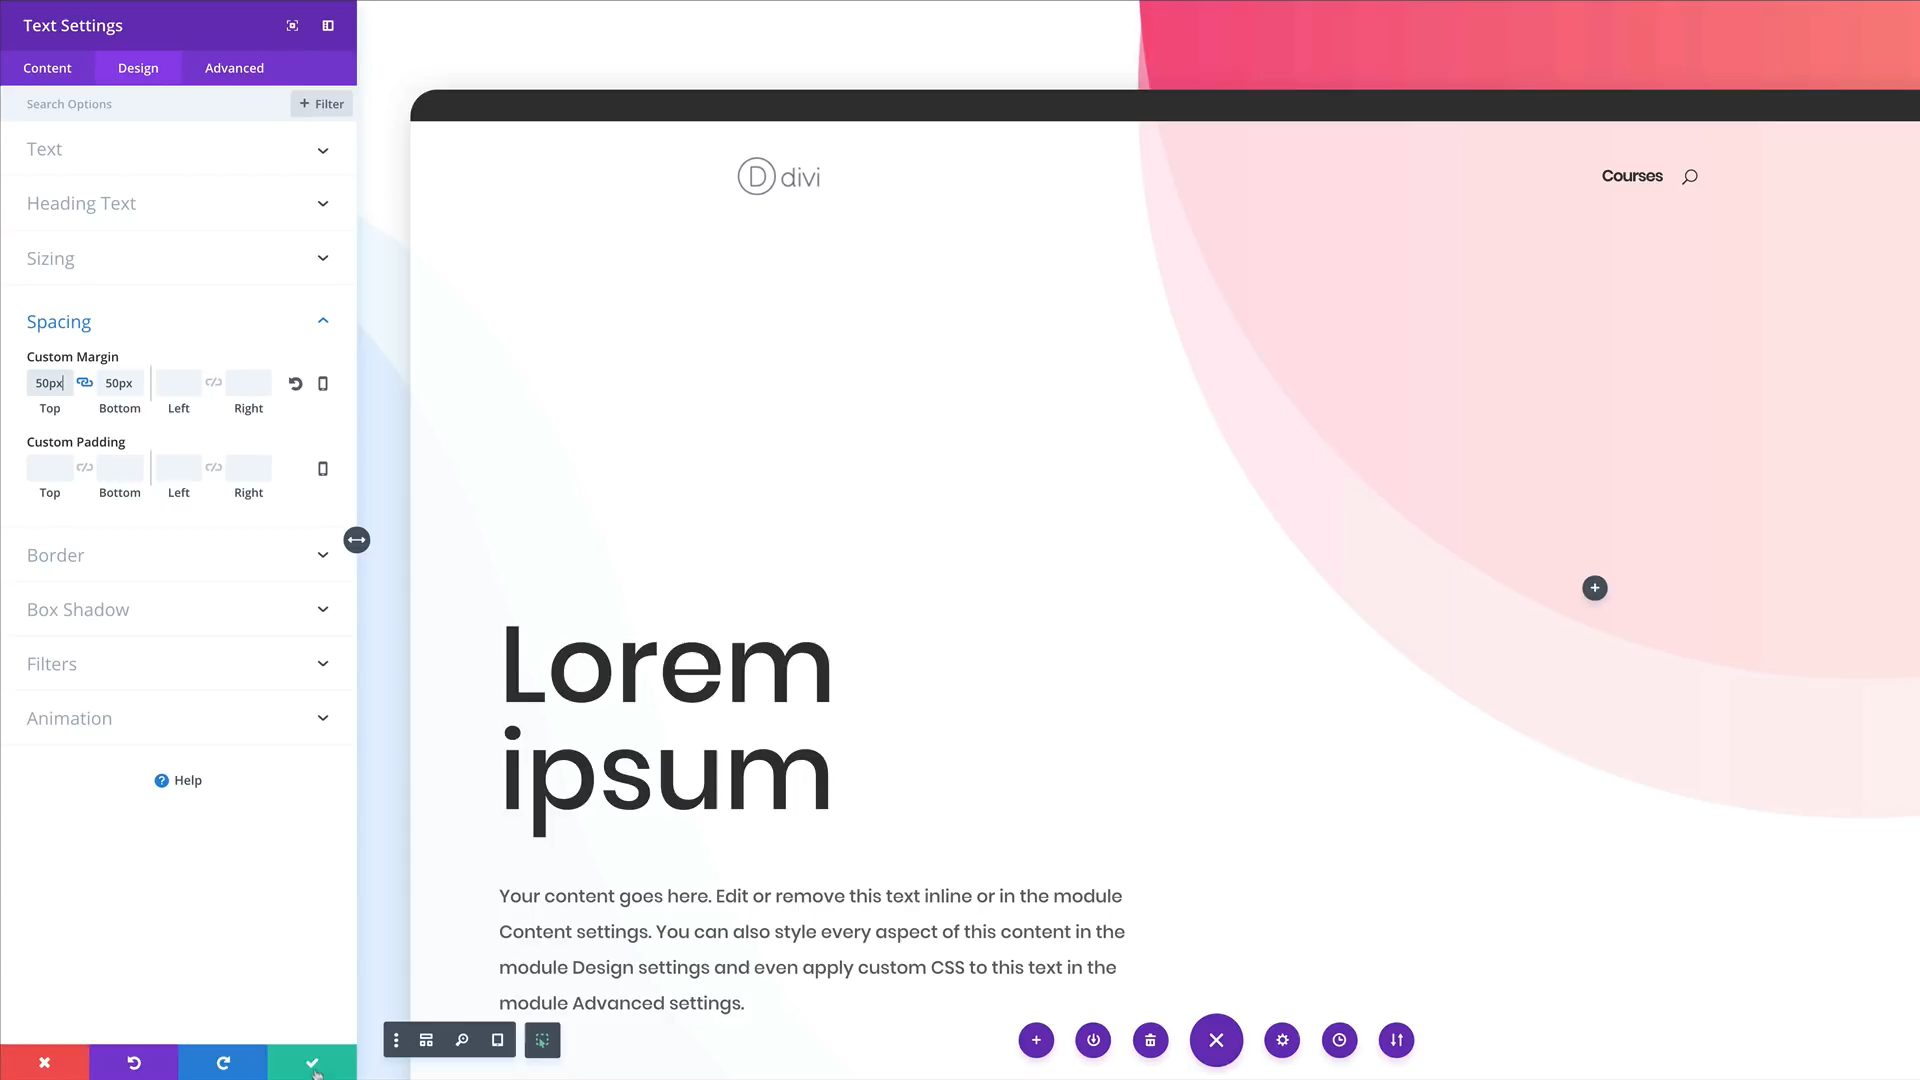 Text Settings
Content Design Advanced
Search Options + Filter
Text
Heading Text
Sizing
Spacing
Custom Margin
50px 50px
Top Bottom Left Right
Custom Padding
Top Bottom Left Right
Border
Box Shadow
Filters
Animation
Help
D divi
Courses
Lorem
ipsum
Your content goes here. Edit or remove this text inline or in the module
Content settings. You can also style every aspect of this content in the
module Design settings and even apply custom CSS to this text in the
module Advanced settings.